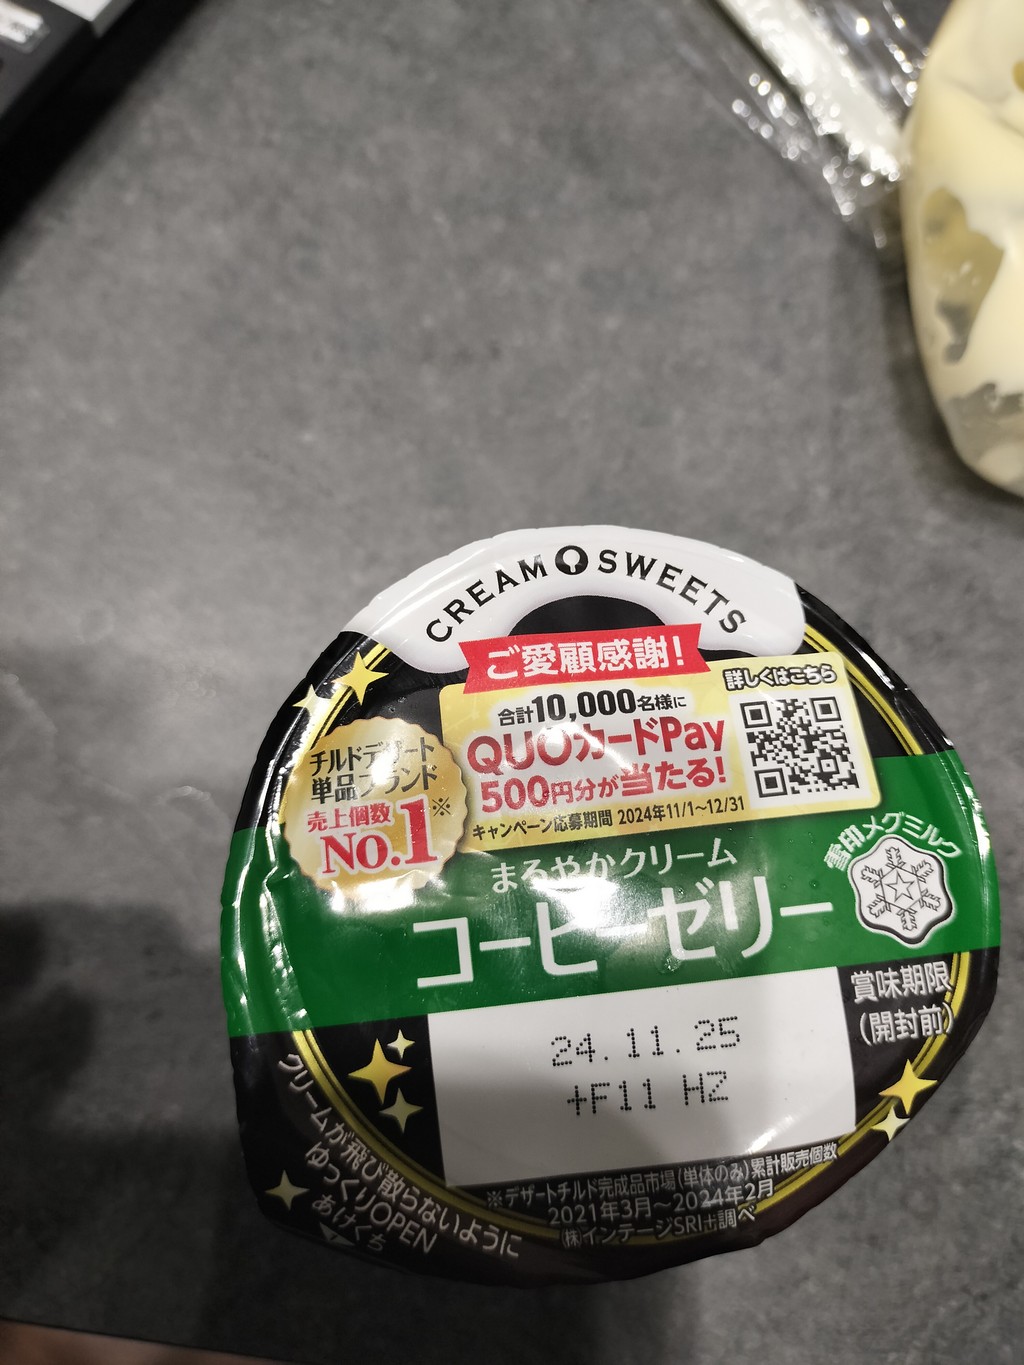 CREAM SWEETS
ご愛顧感謝!
詳しくはこちら
合計10,000名様に
QUOカードPay
500円分が当たる!
キャンペーン応募期間 2024年11/1～12/31
チルドデザート
単品ブランド
売上個数
No.1※
まろやかクリーム
コーヒーゼリー
雪印メグミルク
賞味期限
(開封前)
24.11.25
+F11 HZ
※デザートチルド完成品市場(単体のみ)累計販売個数
2021年3月～2024年2月
(株)インテージSRI+調べ
クリームが飛び散らないように
ゆっくりOPEN
あけくち